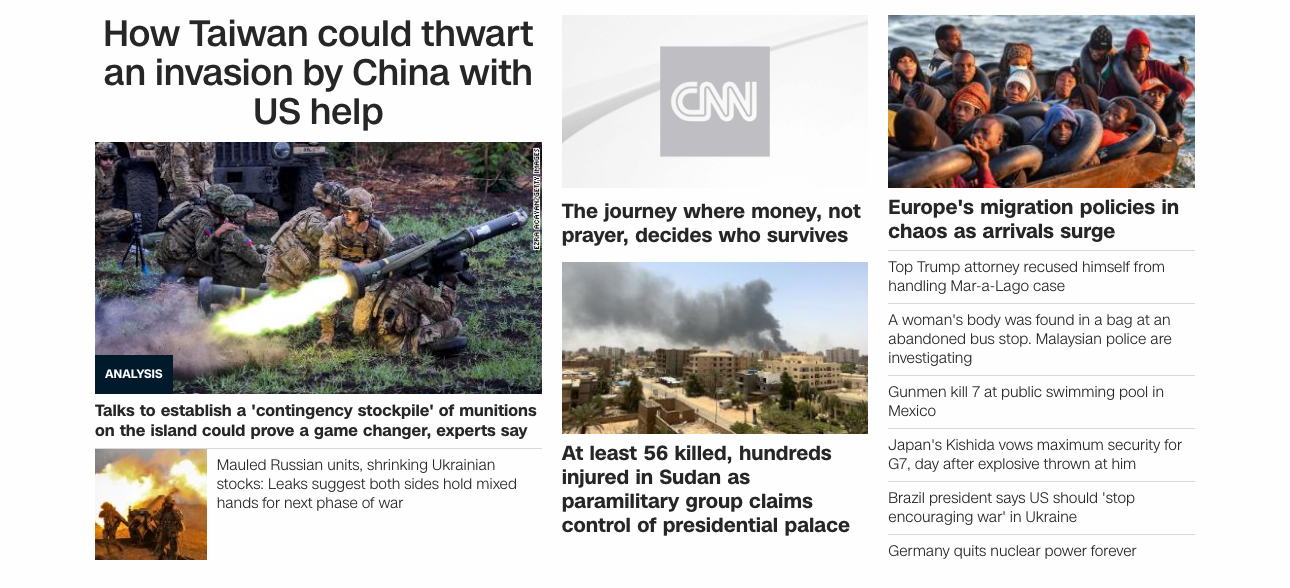 How Taiwan could thwart
an invasion by China with
US help
EZRA ACAYAN/GETTY IMAGES
ANALYSIS
Talks to establish a 'contingency stockpile' of munitions
on the island could prove a game changer, experts say
Mauled Russian units, shrinking Ukrainian
stocks: Leaks suggest both sides hold mixed
hands for next phase of war
CNN
The journey where money, not
prayer, decides who survives
At least 56 killed, hundreds
injured in Sudan as
paramilitary group claims
control of presidential palace
Europe's migration policies in
chaos as arrivals surge
Top Trump attorney recused himself from
handling Mar-a-Lago case
A woman's body was found in a bag at an
abandoned bus stop. Malaysian police are
investigating
Gunmen kill 7 at public swimming pool in
Mexico
Japan's Kishida vows maximum security for
G7, day after explosive thrown at him
Brazil president says US should 'stop
encouraging war' in Ukraine
Germany quits nuclear power forever